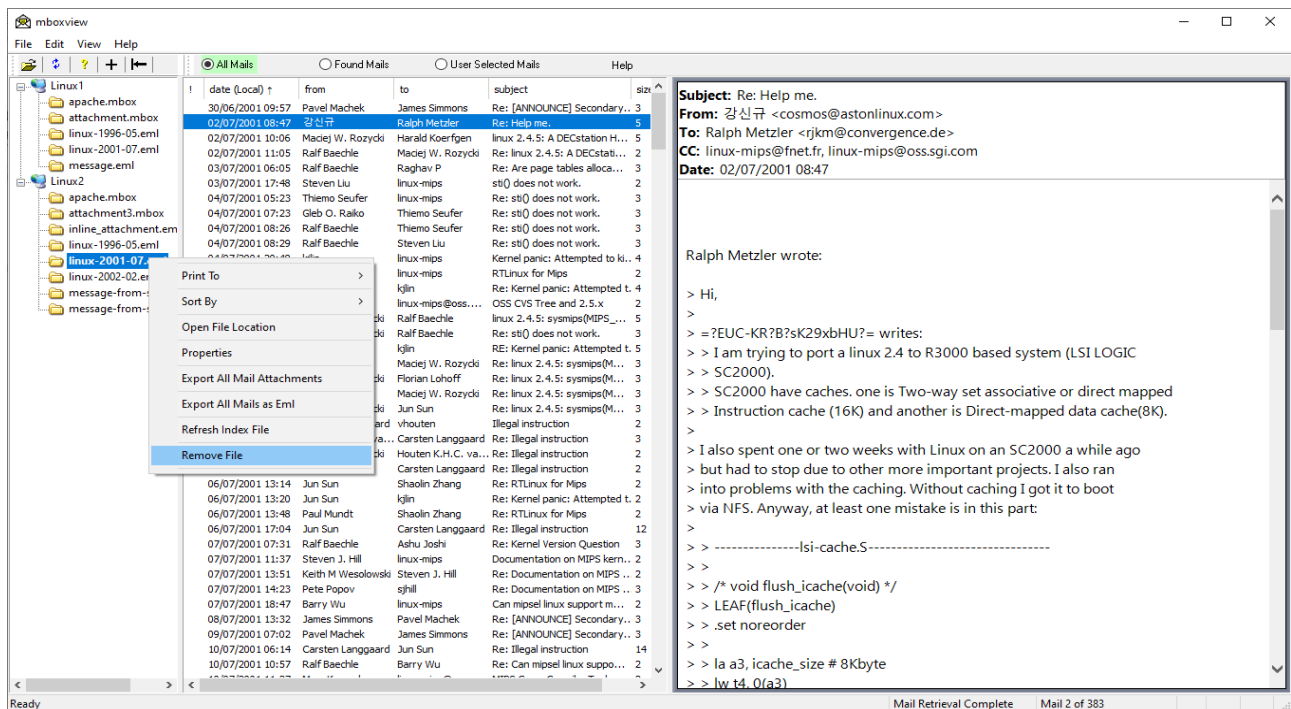 mboxview
File Edit View Help
All Mails Found Mails User Selected Mails Help
Linux1
apache.mbox
attachment.mbox
linux-1996-05.eml
linux-2001-07.eml
message.eml
Linux2
apache.mbox
attachment3.mbox
inline_attachment.em
linux-1996-05.eml
linux-2001-07.
linux-2002-02.er
message-from-s
message-from-s
Print To
Sort By
Open File Location
Properties
Export All Mail Attachments
Export All Mails as Eml
Refresh Index File
Remove File
! date (Local) ↑ from to subject size
30/06/2001 09:57 Pavel Machek James Simmons Re: [ANNOUNCE] Secondary.. 3
02/07/2001 08:47 강신규 Ralph Metzler Re: Help me. 5
02/07/2001 10:06 Maciej W. Rozycki Harald Koerfgen linux 2.4.5: A DECstation H... 5
02/07/2001 11:05 Ralf Baechle Maciej W. Rozycki Re: linux 2.4.5: A DECstati... 2
03/07/2001 06:05 Ralf Baechle Raghav P Re: Are page tables alloca... 3
03/07/2001 17:48 Steven Liu linux-mips sti() does not work. 2
04/07/2001 05:23 Thiemo Seufer linux-mips Re: sti() does not work. 3
04/07/2001 07:23 Gleb O. Raiko Thiemo Seufer Re: sti() does not work. 3
04/07/2001 08:26 Ralf Baechle Thiemo Seufer Re: sti() does not work. 3
04/07/2001 08:29 Ralf Baechle Steven Liu Re: sti() does not work. 3
linux-mips Kernel panic: Attempted to ki.. 4
linux-mips RTLinux for Mips 2
kjlin Re: Kernel panic: Attempted t. 4
linux-mips@oss.... OSS CVS Tree and 2.5.x 2
ki Ralf Baechle linux 2.4.5: sysmips(MIPS_... 5
ki Ralf Baechle Re: sti() does not work. 3
kjlin RE: Kernel panic: Attempted t. 5
Maciej W. Rozycki Re: linux 2.4.5: sysmips(M... 3
ki Florian Lohoff Re: linux 2.4.5: sysmips(M... 3
Maciej W. Rozycki Re: linux 2.4.5: sysmips(M... 3
ki Jun Sun Re: linux 2.4.5: sysmips(M... 3
ard vhouten Illegal instruction 2
va... Carsten Langgaard Re: Illegal instruction 3
ki Houten K.H.C. va... Re: Illegal instruction 2
Carsten Langgaard Re: Illegal instruction 2
06/07/2001 13:14 Jun Sun Shaolin Zhang Re: RTLinux for Mips 2
06/07/2001 13:20 Jun Sun kjlin Re: Kernel panic: Attempted t. 2
06/07/2001 13:48 Paul Mundt Shaolin Zhang Re: RTLinux for Mips 2
06/07/2001 17:04 Jun Sun Carsten Langgaard Re: Illegal instruction 12
07/07/2001 07:31 Ralf Baechle Ashu Joshi Re: Kernel Version Question 3
07/07/2001 11:37 Steven J. Hill linux-mips Documentation on MIPS kern.. 2
07/07/2001 13:51 Keith M Wesolowski Steven J. Hill Re: Documentation on MIPS .. 2
07/07/2001 14:23 Pete Popov sjhill Re: Documentation on MIPS .. 3
07/07/2001 18:47 Barry Wu linux-mips Can mipsel linux support m... 2
08/07/2001 13:32 James Simmons Pavel Machek Re: [ANNOUNCE] Secondary.. 3
09/07/2001 07:02 Pavel Machek James Simmons Re: [ANNOUNCE] Secondary.. 3
10/07/2001 06:14 Carsten Langgaard Jun Sun Re: Illegal instruction 14
10/07/2001 10:57 Ralf Baechle Barry Wu Re: Can mipsel linux suppo... 2
Subject: Re: Help me.
From: 강신규 <cosmos@astonlinux.com>
To: Ralph Metzler <rjkm@convergence.de>
CC: linux-mips@fnet.fr, linux-mips@oss.sgi.com
Date: 02/07/2001 08:47
Ralph Metzler wrote:
> Hi,
>
> =?EUC-KR?B?sK29xbHU?= writes:
> > I am trying to port a linux 2.4 to R3000 based system (LSI LOGIC
> > SC2000).
> > SC2000 have caches. one is Two-way set associative or direct mapped
> > Instruction cache (16K) and another is Direct-mapped data cache(8K).
>
> I also spent one or two weeks with Linux on an SC2000 a while ago
> but had to stop due to other more important projects. I also ran
> into problems with the caching. Without caching I got it to boot
> via NFS. Anyway, at least one mistake is in this part:
>
> > ---------------lsi-cache.S--------------------------------
> >
> > /* void flush_icache(void) */
> > LEAF(flush_icache)
> > .set noreorder
> >
> > la a3, icache_size # 8Kbyte
> > lw t4, 0(a3)
Ready Mail Retrieval Complete Mail 2 of 383